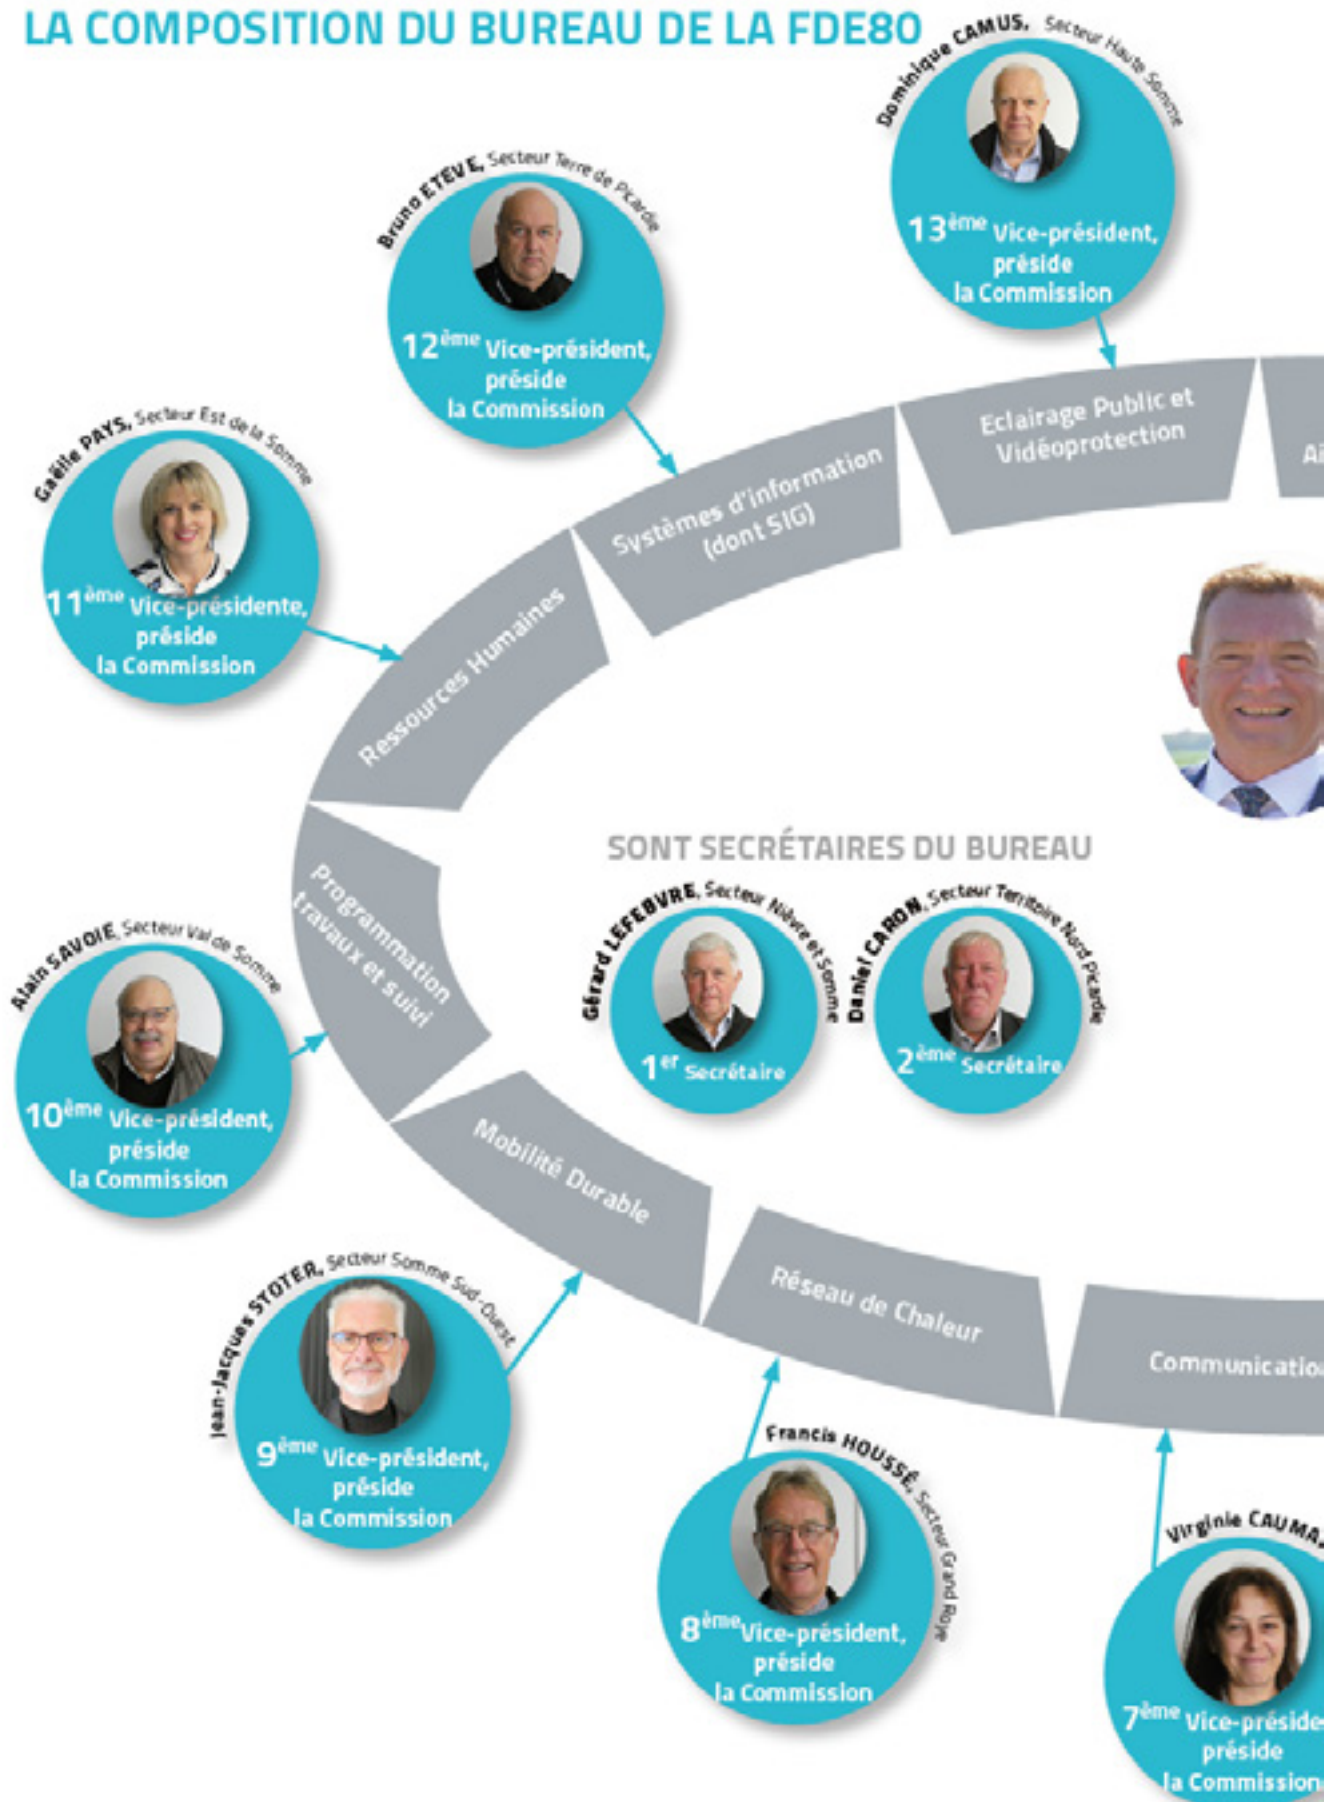 LA COMPOSITION DU BUREAU DE LA FDE80
Dominique CAMUS, Secteur Haute Somme
13ème Vice-président,
préside
la Commission
Eclairage Public et
Vidéoprotection
Bruno ETEVE, Secteur Terre de Picardie
12ème Vice-président,
préside
la Commission
Systèmes d'information
(dont SIG)
Gaëlle PAYS, Secteur Est de la Somme
11ème Vice-présidente,
préside
la Commission
Ressources Humaines
SONT SECRÉTAIRES DU BUREAU
Gérard LEFEBVRE, Secteur Nièvre et Somme
1er Secrétaire
Daniel CARON, Secteur Territoire Nord Picardie
2ème Secrétaire
Alain SAVOIE, Secteur Val de Somme
10ème Vice-président,
préside
la Commission
Programmation
travaux et suivi
Jean-Jacques STOTER, Secteur Somme Sud-Ouest
9ème Vice-président,
préside
la Commission
Mobilité Durable
Francis HOUSSÉ, Secteur Grand Roye
8ème Vice-président,
préside
la Commission
Réseau de Chaleur
Virginie
7ème
préside
la Commission